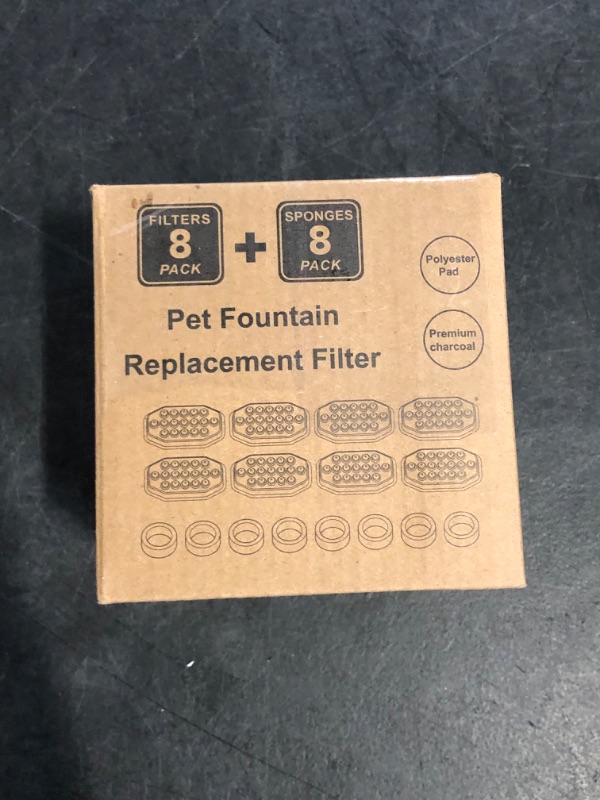 FILTERS
8
PACK
+
SPONGES
8
PACK
Polyester
Pad
Pet Fountain
Replacement Filter
Premium
charcoal